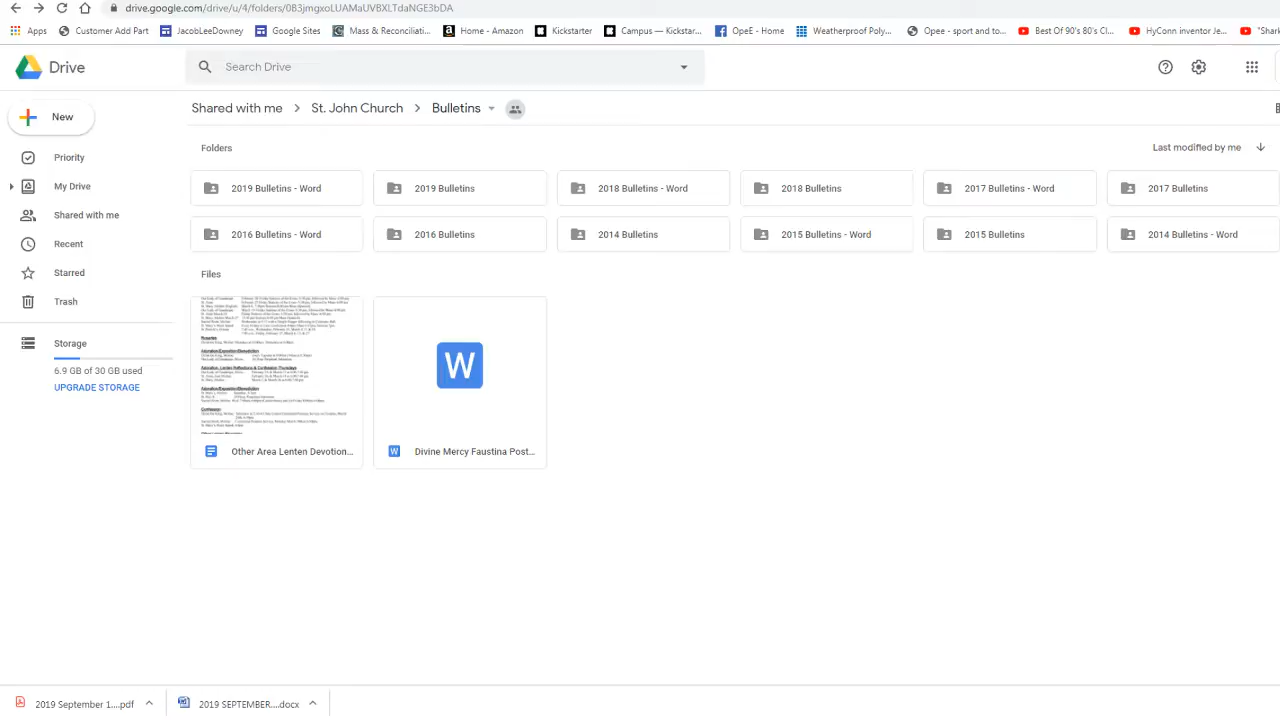 drive.google.com/drive/u/4/folders/0B3jmgxoLUAMaUVBXLTdaNGE3bDA
Apps Customer Add Part JacobLeeDowney Google Sites Mass & Reconciliati... Home - Amazon Kickstarter Campus — Kickstar... OpeE - Home Weatherproof Poly... Opee - sport and to... Best Of 90's 80's Cl... HyConn inventor Je... "Shark
Drive
Search Drive
New
Shared with me > St. John Church > Bulletins
Priority
My Drive
Shared with me
Recent
Starred
Trash
Storage
6.9 GB of 30 GB used
UPGRADE STORAGE
Folders
Last modified by me
2019 Bulletins - Word 2019 Bulletins 2018 Bulletins - Word 2018 Bulletins 2017 Bulletins - Word 2017 Bulletins
2016 Bulletins - Word 2016 Bulletins 2014 Bulletins 2015 Bulletins - Word 2015 Bulletins 2014 Bulletins - Word
Files
W
Other Area Lenten Devotion...
W Divine Mercy Faustina Post...
2019 September 1....pdf
2019 SEPTEMBER....docx